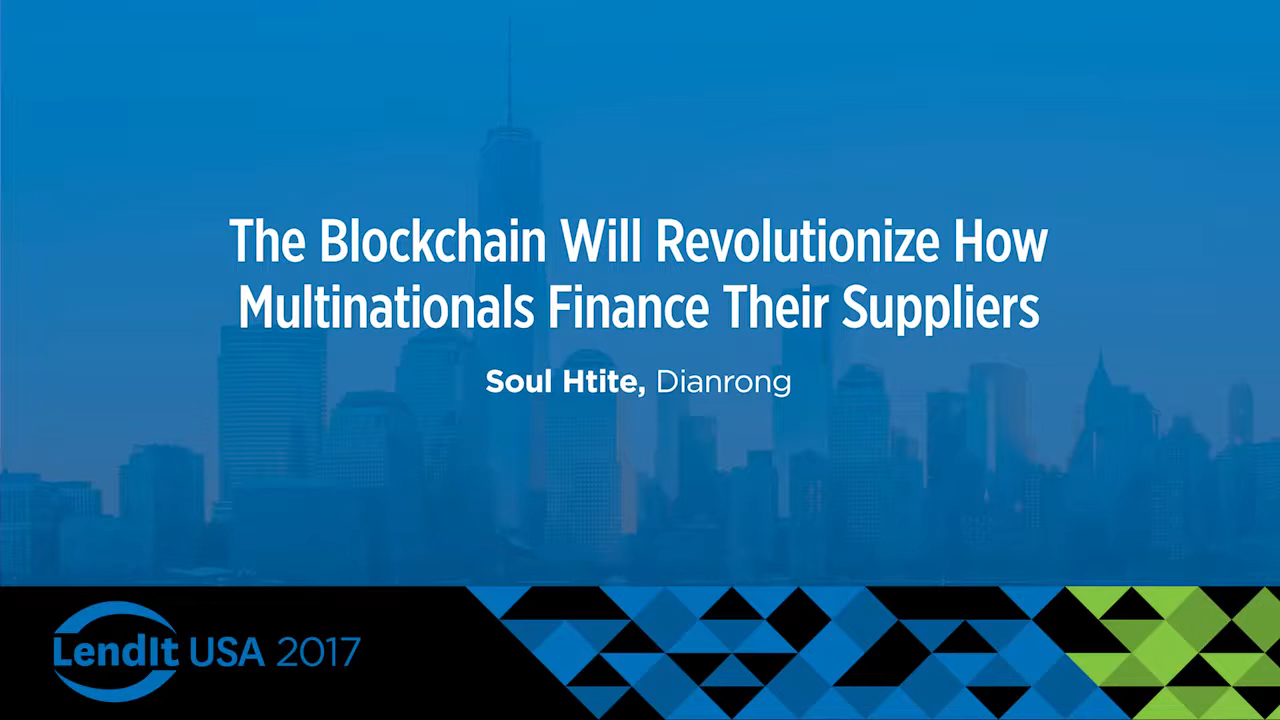 The Blockchain Will Revolutionize How
Multinationals Finance Their Suppliers
Soul Htite, Dianrong
LendIt USA 2017